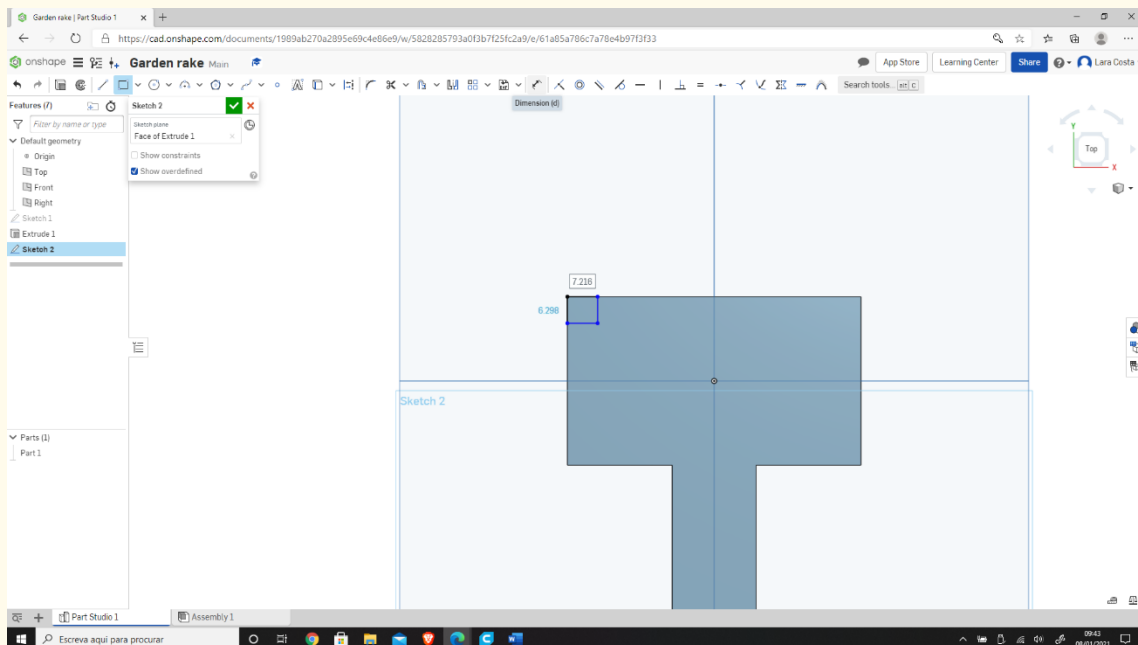 Garden rake | Part Studio 1
https://cad.onshape.com/documents/1989ab270a2895e69c4e86e9/w/5828285793a0f3b7f25fc2a9/e/61a85a786c7a78e4b97f3f33
onshape Garden rake Main App Store Learning Center Share Lara Costa
Search tools... alt C
Dimension (d)
Features (7)
Filter by name or type
Default geometry
Origin
Top
Front
Right
Sketch 1
Extrude 1
Sketch 2
Sketch 2
Sketch plane
Face of Extrude 1
Show constraints
Show overdefined
Y
Top
X
7.216
6.298
Sketch 2
Parts (1)
Part 1
Part Studio 1 Assembly 1
Escreva aqui para procurar
09:43
08/01/2021